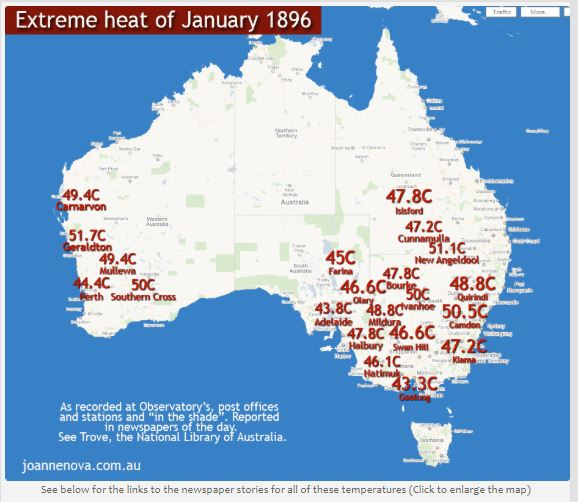 Extreme heat of January 1896
Traffic
More...
Northern
Territory
Queensland
Australia
Western
Australia
South
Australia
49.4C
Carnarvon
51.7C
Geraldton
49.4C
Mullewa
44.4C
Perth
50C
Southern Cross
47.8C
Isisford
47.2C
Cunnamulla
51.1C
New Angeldool
45C
Farina
47.8C
Bourke
46.6C
Olary
50C
Ivanhoe
48.8C
Quirindi
43.8C
Adelaide
48.8C
Mildura
50.5C
Camdon
47.8C
Halbury
46.6C
Swan Hill
47.2C
Kiama
46.1C
Natimuk
43.3C
Geelung
Melbourne
Tasmania
As recorded at Observatory's, post offices
and stations and "in the shade". Reported
in newspapers of the day.
See Trove, the National Library of Australia.
joannenova.com.au
See below for the links to the newspaper stories for all of these temperatures (Click to enlarge the map)